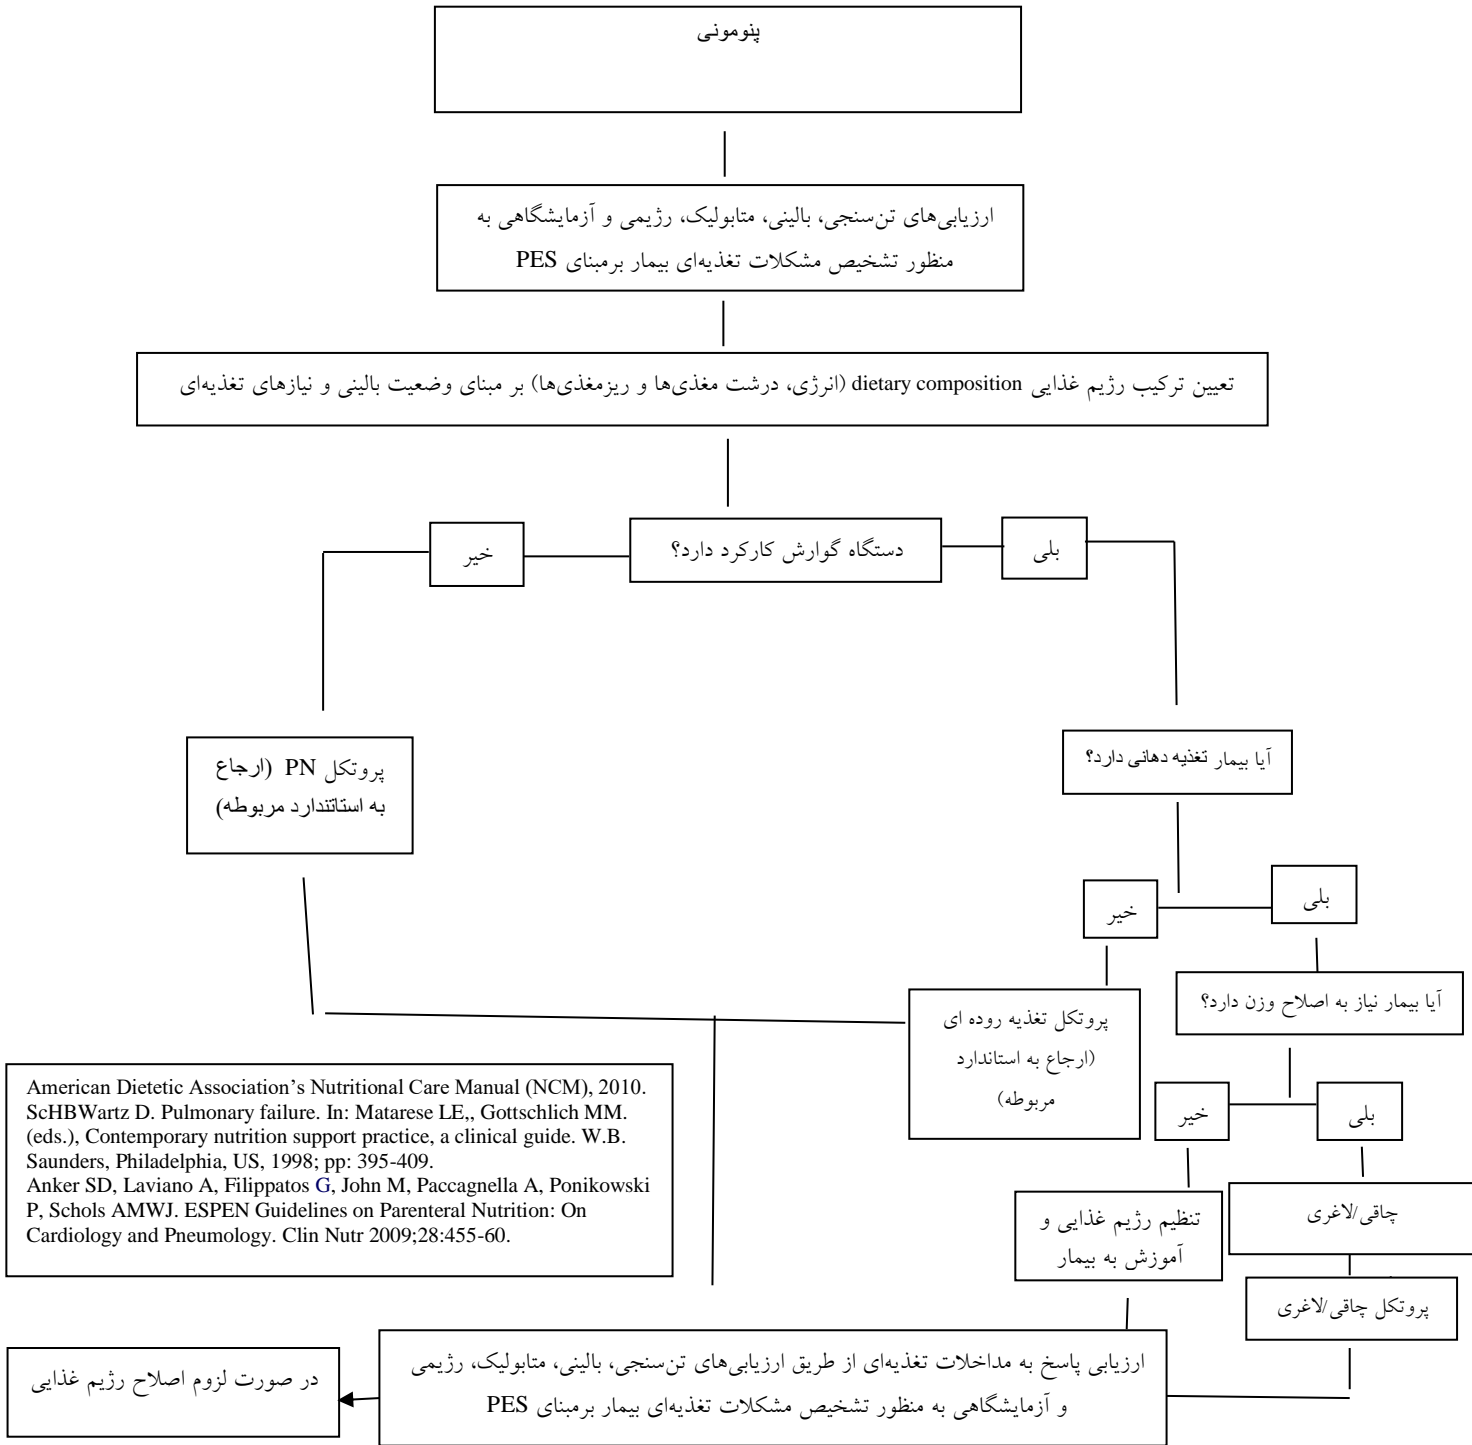 پنومونی
ارزیابی‌های تن‌سنجی، بالینی، متابولیک، رژیمی و آزمایشگاهی به
منظور تشخیص مشکلات تغذیه‌ای بیمار برمبنای PES
تعیین ترکیب رژیم غذایی dietary composition (انرژی، درشت مغذی‌ها و ریزمغذی‌ها) بر مبنای وضعیت بالینی و نیازهای تغذیه‌ای
دستگاه گوارش کارکرد دارد؟
بلی
خیر
آیا بیمار تغذیه دهانی دارد؟
پروتکل PN (ارجاع
به استاتندارد مربوطه)
بلی
خیر
آیا بیمار نیاز به اصلاح وزن دارد؟
پروتکل تغذیه روده ای
(ارجاع به استاندارد
مربوطه)
بلی
خیر
چاقی/لاغری
تنظیم رژیم غذایی و
آموزش به بیمار
پروتکل چاقی/لاغری
American Dietetic Association’s Nutritional Care Manual (NCM), 2010.
ScHBWartz D. Pulmonary failure. In: Matarese LE,, Gottschlich MM.
(eds.), Contemporary nutrition support practice, a clinical guide. W.B.
Saunders, Philadelphia, US, 1998; pp: 395-409.
Anker SD, Laviano A, Filippatos G, John M, Paccagnella A, Ponikowski
P, Schols AMWJ. ESPEN Guidelines on Parenteral Nutrition: On
Cardiology and Pneumology. Clin Nutr 2009;28:455-60.
ارزیابی پاسخ به مداخلات تغذیه‌ای از طریق ارزیابی‌های تن‌سنجی، بالینی، متابولیک، رژیمی
و آزمایشگاهی به منظور تشخیص مشکلات تغذیه‌ای بیمار برمبنای PES
در صورت لزوم اصلاح رژیم غذایی